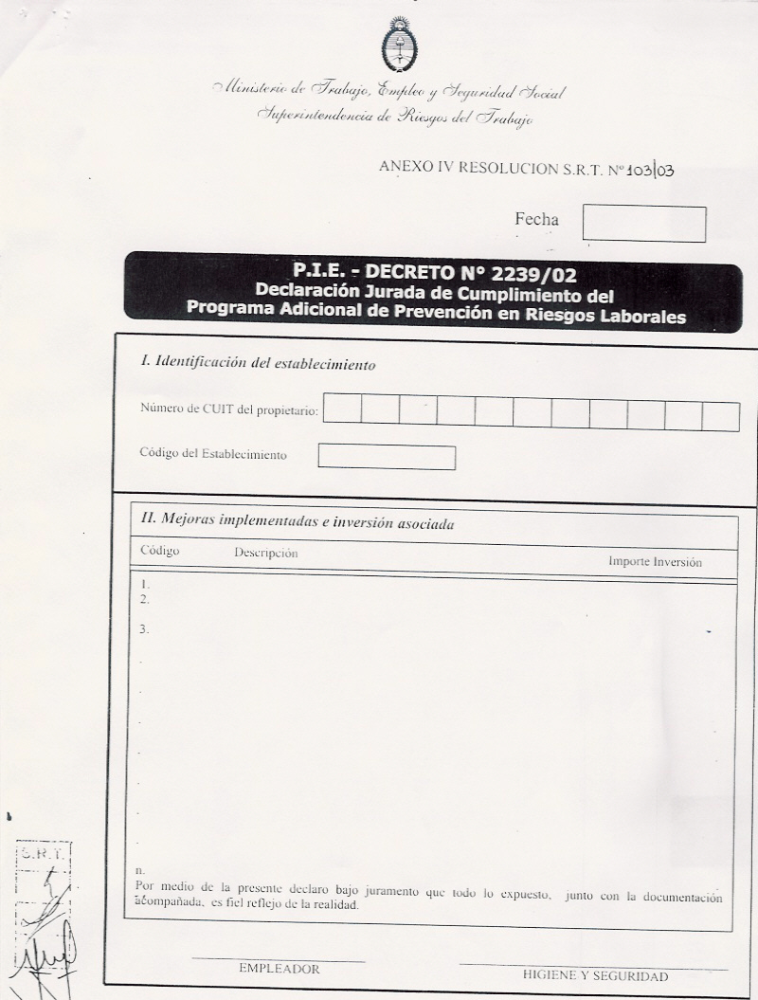 Ministerio de Trabajo, Empleo y Seguridad Social
Superintendencia de Riesgos del Trabajo
ANEXO IV RESOLUCION S.R.T. Nº 103/03
Fecha
P.I.E. - DECRETO N° 2239/02
Declaración Jurada de Cumplimiento del
Programa Adicional de Prevención en Riesgos Laborales
I. Identificación del establecimiento
Número de CUIT del propietario:
Código del Establecimiento
II. Mejoras implementadas e inversión asociada
Código Descripción Importe Inversión
1.
2.
3.
n.
Por medio de la presente declaro bajo juramento que todo lo expuesto, junto con la documentación
acompañada, es fiel reflejo de la realidad.
S.R.T.
EMPLEADOR HIGIENE Y SEGURIDAD